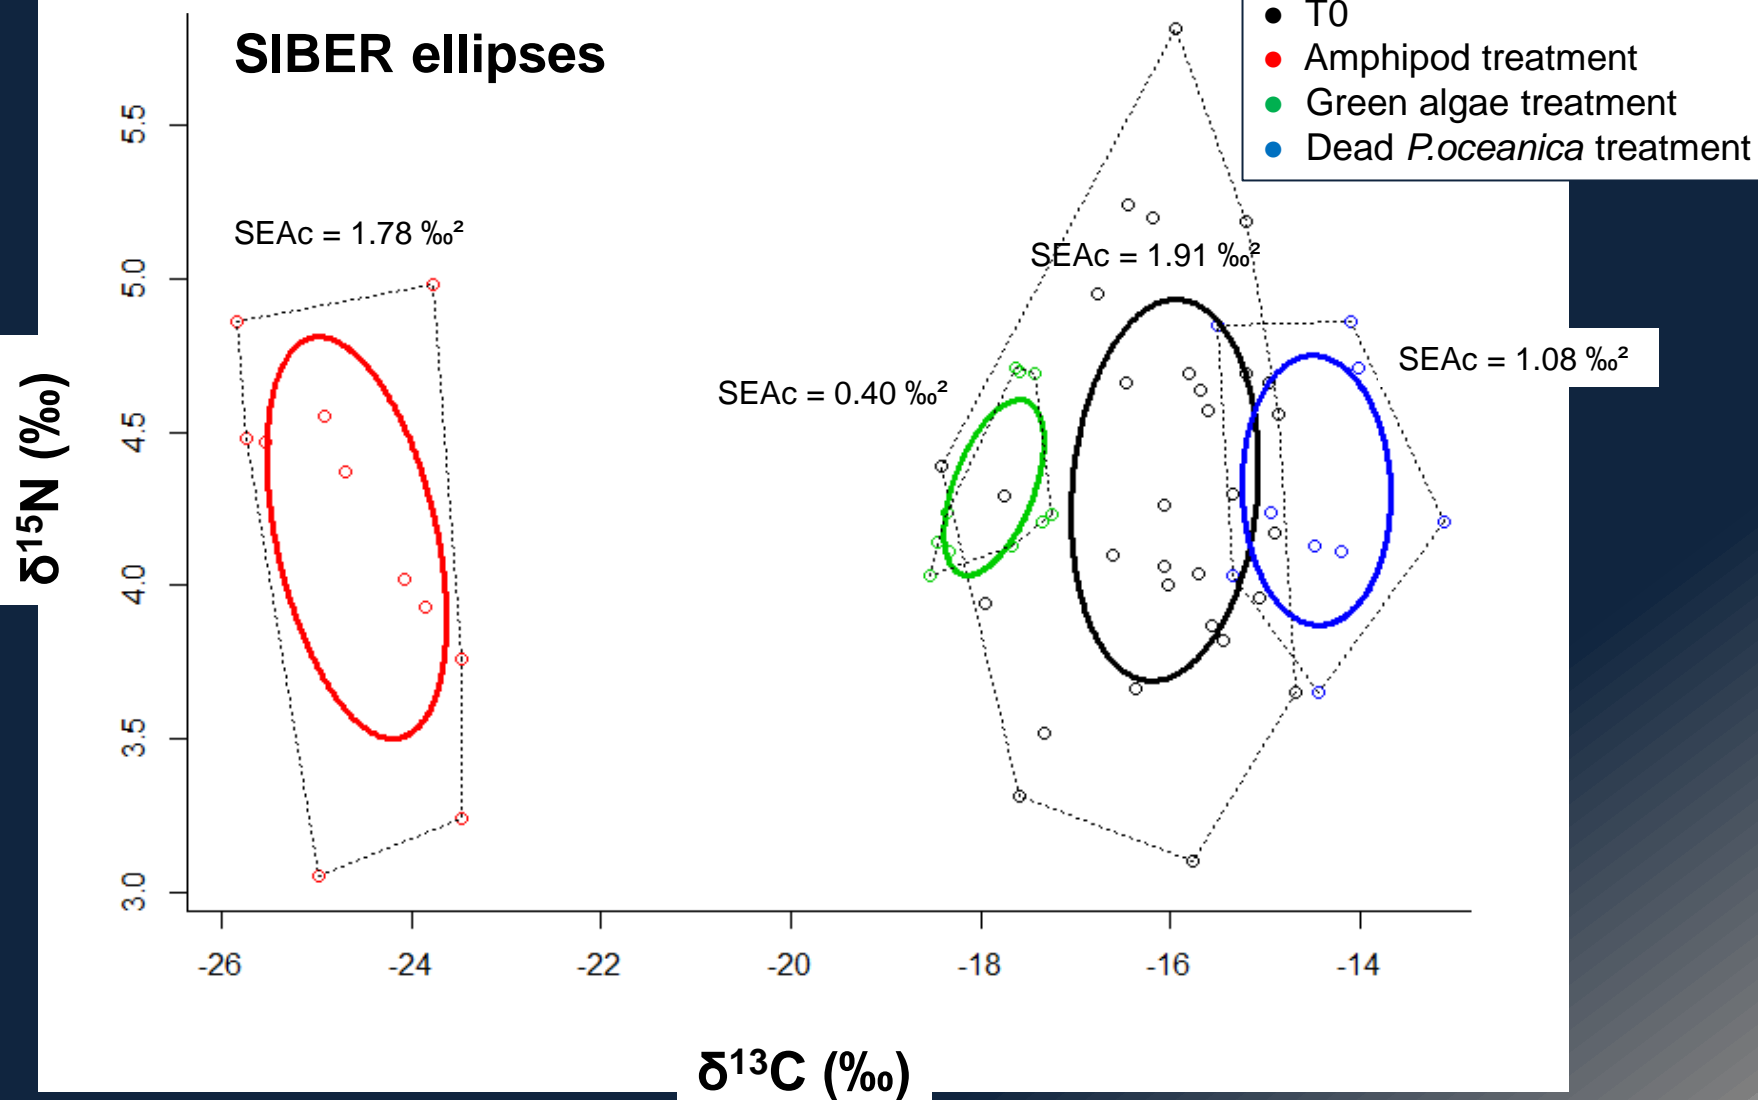 T0
SIBER ellipses
Amphipod treatment
Green algae treatment
Dead P.oceanica treatment
5.5
SEAc = 1.78 ‰²
SEAc = 1.91 ‰²
5.0
SEAc = 1.08 ‰²
SEAc = 0.40 ‰²
4.5
δ¹⁵N (‰)
4.0
3.5
3.0
-26 -24 -22 -20 -18 -16 -14
δ¹³C (‰)